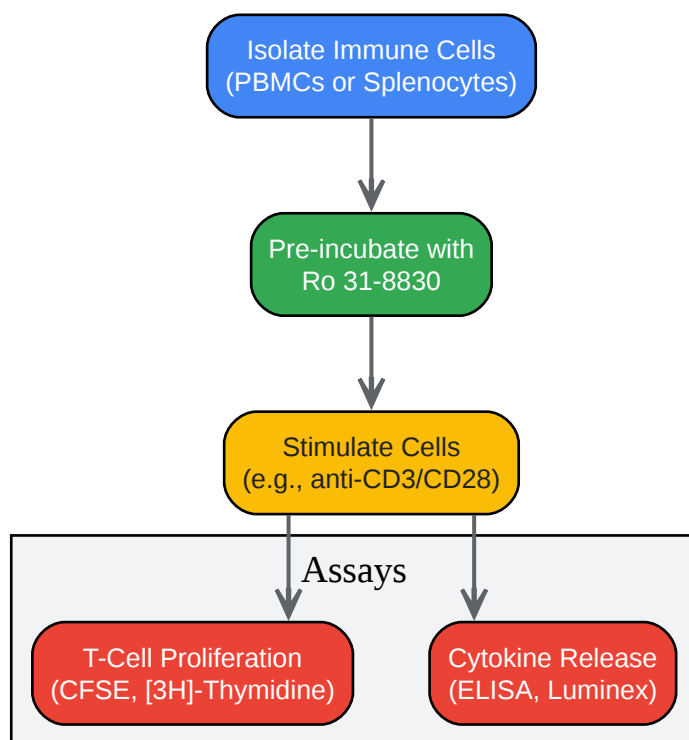 Isolate Immune Cells
(PBMCs or Splenocytes)
Pre-incubate with
Ro 31-8830
Stimulate Cells
(e.g., anti-CD3/CD28)
Assays
T-Cell Proliferation
(CFSE, [3H]-Thymidine)
Cytokine Release
(ELISA, Luminex)